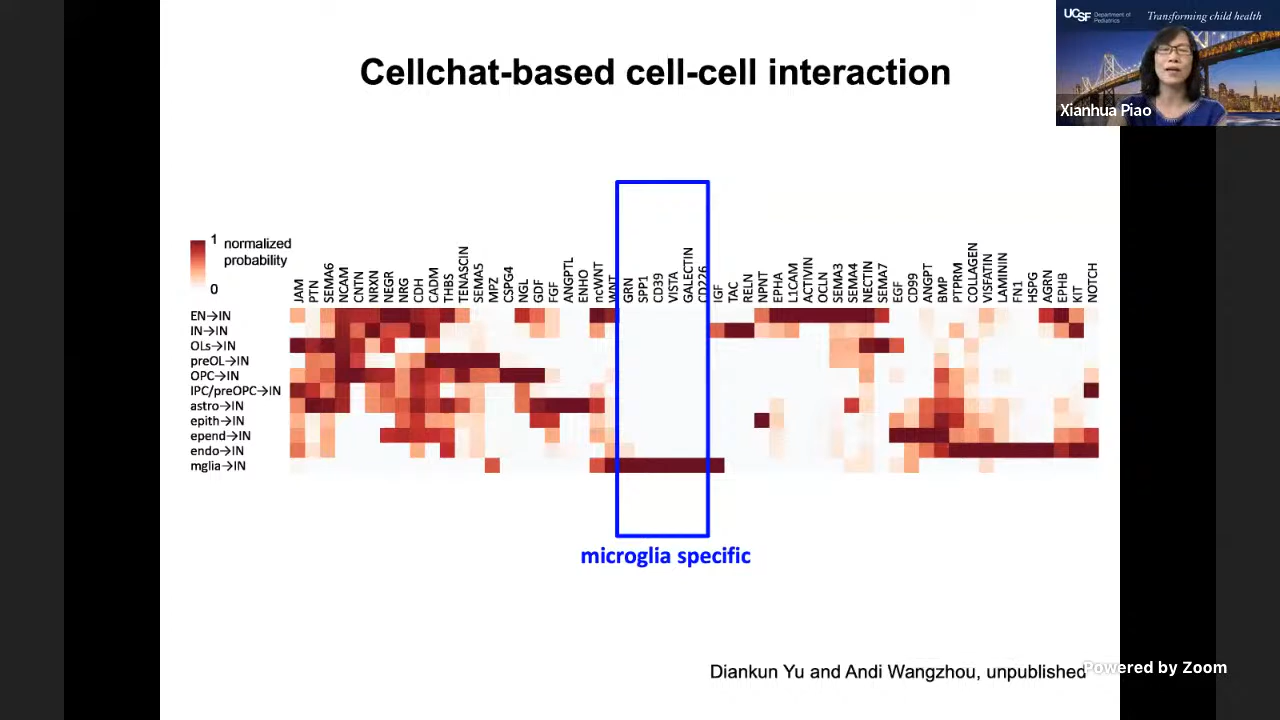 UCSF Department of Pediatrics Transforming child health
Xianhua Piao
Cellchat-based cell-cell interaction
1 normalized
probability
0
JAM
PTN
SEMA6
NCAM
CNTN
NRXN
NEGR
NRG
CDH
CADM
THBS
TENASCIN
SEMA5
MPZ
CSPG4
NGL
GDF
FGF
ANGPTL
ENHO
ncWNT
WNT
GRN
SPP1
CD39
VISTA
GALECTIN
CD226
IGF
TAC
RELN
NPNT
EPHA
L1CAM
ACTIVIN
OCLN
SEMA3
SEMA4
NECTIN
SEMA7
EGF
CD99
ANGPT
BMP
PTPRM
COLLAGEN
VISFATIN
LAMININ
FN1
HSPG
AGRN
EPHB
KIT
NOTCH
EN→IN
IN→IN
OLs→IN
preOL→IN
OPC→IN
IPC/preOPC→IN
astro→IN
epith→IN
epend→IN
endo→IN
mglia→IN
microglia specific
Diankun Yu and Andi Wangzhou, unpublished
Powered by Zoom